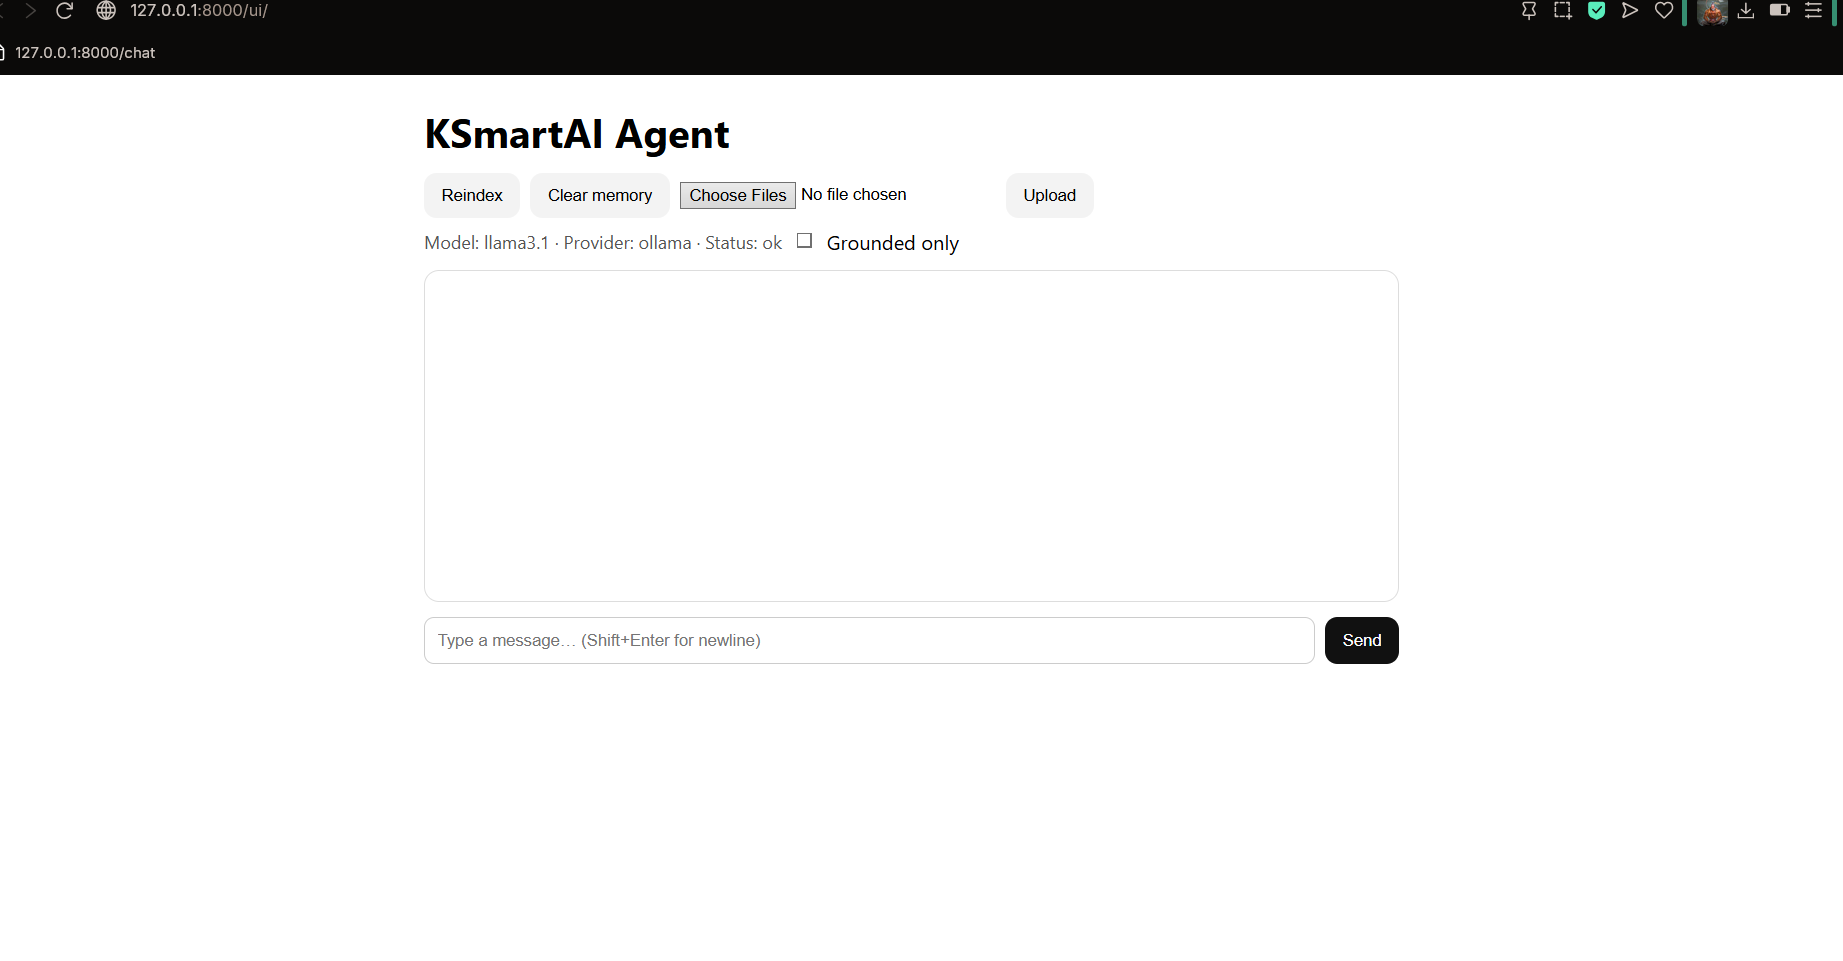 127.0.0.1:8000/ui/
127.0.0.1:8000/chat
KSmartAI Agent
Reindex Clear memory Choose Files No file chosen Upload
Model: llama3.1 · Provider: ollama · Status: ok Grounded only
Type a message… (Shift+Enter for newline) Send